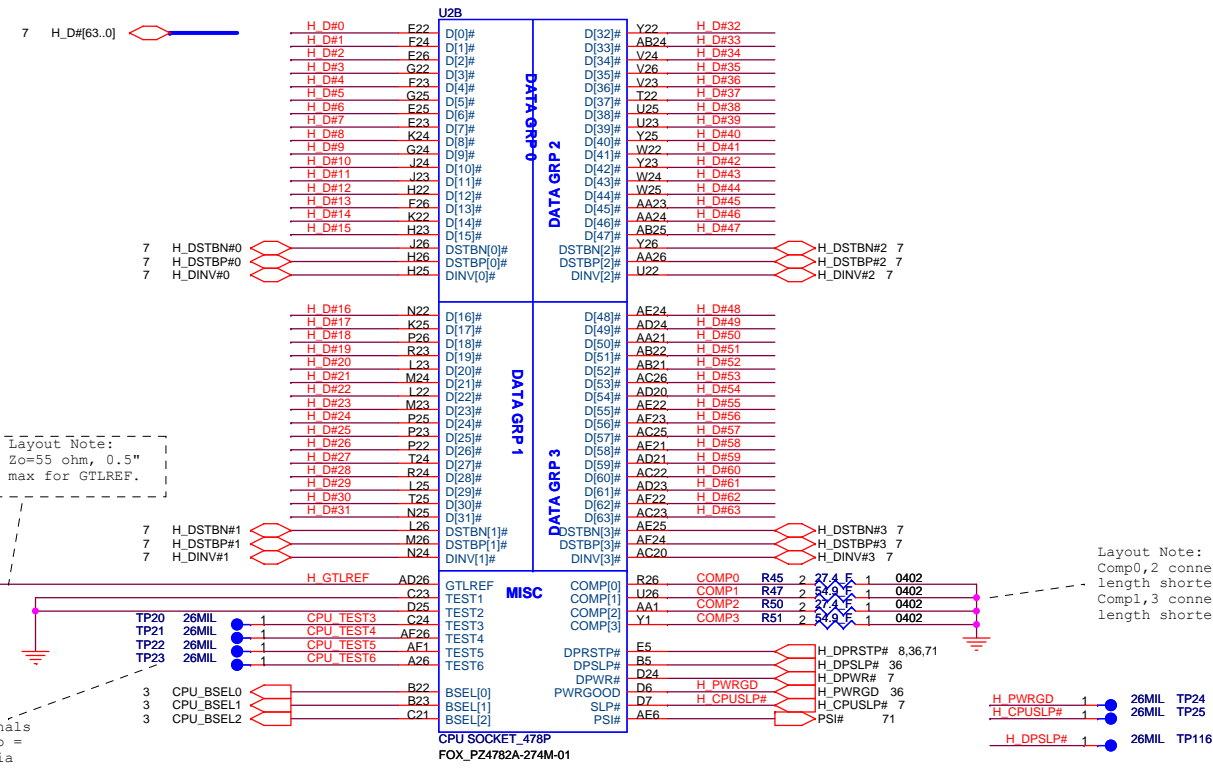 U2B
7 H_D#[63..0]
H_D#0 E22 D[0]# D[32]# Y22 H_D#32
H_D#1 F24 D[1]# D[33]# AB24 H_D#33
H_D#2 E26 D[2]# D[34]# V24 H_D#34
H_D#3 G22 D[3]# D[35]# V26 H_D#35
H_D#4 F23 D[4]# D[36]# V23 H_D#36
H_D#5 G25 D[5]# D[37]# T22 H_D#37
H_D#6 E25 D[6]# D[38]# U25 H_D#38
H_D#7 E23 D[7]# D[39]# U23 H_D#39
H_D#8 K24 D[8]# D[40]# Y25 H_D#40
H_D#9 G24 D[9]# D[41]# W22 H_D#41
H_D#10 J24 D[10]# D[42]# Y23 H_D#42
H_D#11 J23 D[11]# D[43]# W24 H_D#43
H_D#12 H22 D[12]# D[44]# W25 H_D#44
H_D#13 F26 D[13]# D[45]# AA23 H_D#45
H_D#14 K22 D[14]# D[46]# AA24 H_D#46
H_D#15 H23 D[15]# D[47]# AB25 H_D#47
7 H_DSTBN#0 J26 DSTBN[0]# DSTBN[2]# Y26 H_DSTBN#2 7
7 H_DSTBP#0 H26 DSTBP[0]# DSTBP[2]# AA26 H_DSTBP#2 7
7 H_DINV#0 H25 DINV[0]# DINV[2]# U22 H_DINV#2 7
DATA GRP 0
DATA GRP 2
H_D#16 N22 D[16]# D[48]# AE24 H_D#48
H_D#17 K25 D[17]# D[49]# AD24 H_D#49
H_D#18 P26 D[18]# D[50]# AA21 H_D#50
H_D#19 R23 D[19]# D[51]# AB22 H_D#51
H_D#20 L23 D[20]# D[52]# AB21 H_D#52
H_D#21 M24 D[21]# D[53]# AC26 H_D#53
H_D#22 L22 D[22]# D[54]# AD20 H_D#54
H_D#23 M23 D[23]# D[55]# AE22 H_D#55
H_D#24 P25 D[24]# D[56]# AF23 H_D#56
H_D#25 P23 D[25]# D[57]# AC25 H_D#57
H_D#26 P22 D[26]# D[58]# AE21 H_D#58
H_D#27 T24 D[27]# D[59]# AD21 H_D#59
H_D#28 R24 D[28]# D[60]# AC22 H_D#60
H_D#29 L25 D[29]# D[61]# AD23 H_D#61
H_D#30 T25 D[30]# D[62]# AF22 H_D#62
H_D#31 N25 D[31]# D[63]# AC23 H_D#63
7 H_DSTBN#1 L26 DSTBN[1]# DSTBN[3]# AE25 H_DSTBN#3 7
7 H_DSTBP#1 M26 DSTBP[1]# DSTBP[3]# AF24 H_DSTBP#3 7
7 H_DINV#1 N24 DINV[1]# DINV[3]# AC20 H_DINV#3 7
DATA GRP 1
DATA GRP 3
Layout Note:
Zo=55 ohm, 0.5"
max for GTLREF.
MISC
H_GTLREF AD26 GTLREF COMP[0] R26 COMP0 R45 2 27.4_F 1 0402
C23 TEST1 COMP[1] U26 COMP1 R47 2 54.9_F 1 0402
D25 TEST2 COMP[2] AA1 COMP2 R50 2 27.4_F 1 0402
TP20 26MIL 1 CPU_TEST3 C24 TEST3 COMP[3] Y1 COMP3 R51 2 54.9_F 1 0402
TP21 26MIL 1 CPU_TEST4 AF26 TEST4
TP22 26MIL 1 CPU_TEST5 AF1 TEST5 DPRSTP# E5 H_DPRSTP# 8,36,71
TP23 26MIL 1 CPU_TEST6 A26 TEST6 DPSLP# B5 H_DPSLP# 36
DPWR# D24 H_DPWR# 7
3 CPU_BSEL0 B22 BSEL[0] PWRGOOD D6 H_PWRGD H_PWRGD 36
3 CPU_BSEL1 B23 BSEL[1] SLP# D7 H_CPUSLP# H_CPUSLP# 7
3 CPU_BSEL2 C21 BSEL[2] PSI# AE6 PSI# 71
CPU SOCKET_478P
FOX_PZ4782A-274M-01
Layout Note:
Comp0,2 conne
length shorte
Comp1,3 conne
length shorte
H_PWRGD 1 26MIL TP24
H_CPUSLP# 1 26MIL TP25
H_DPSLP# 1 26MIL TP116
nals
=
ia